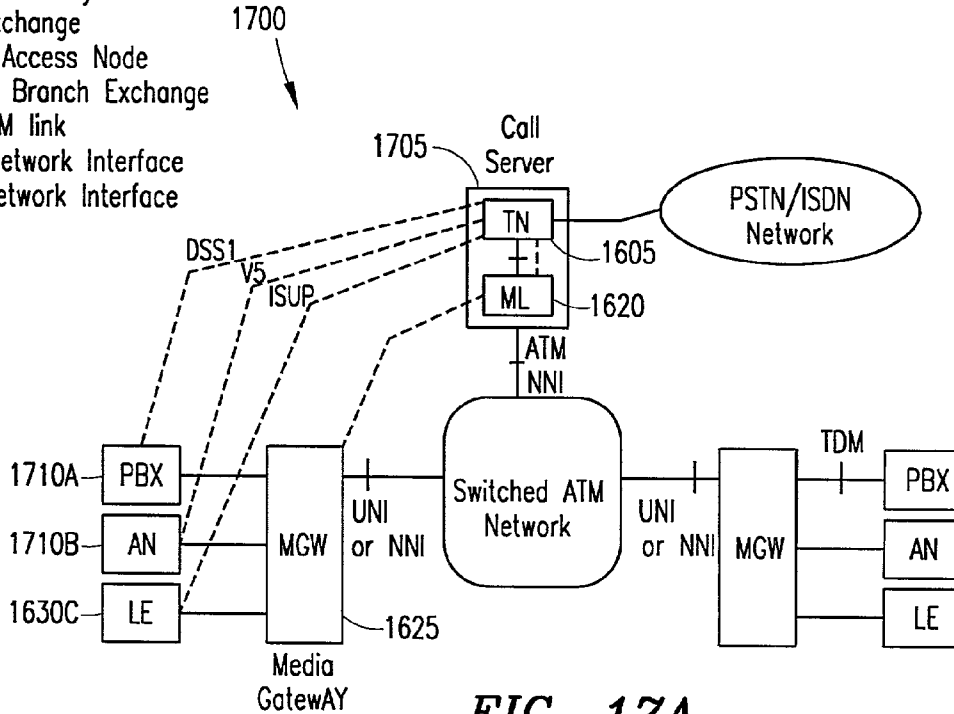 xchange
Access Node
Branch Exchange
M link
etwork Interface
etwork Interface
1700
Call
Server
1705
TN
1605
ML
1620
PSTN/ISDN
Network
DSS1
V5
ISUP
ATM
NNI
1710A
PBX
1710B
AN
1630C
LE
MGW
1625
Media
GatewAY
UNI
or NNI
Switched ATM
Network
UNI
or NNI
MGW
TDM
PBX
AN
LE
FIG. 17A